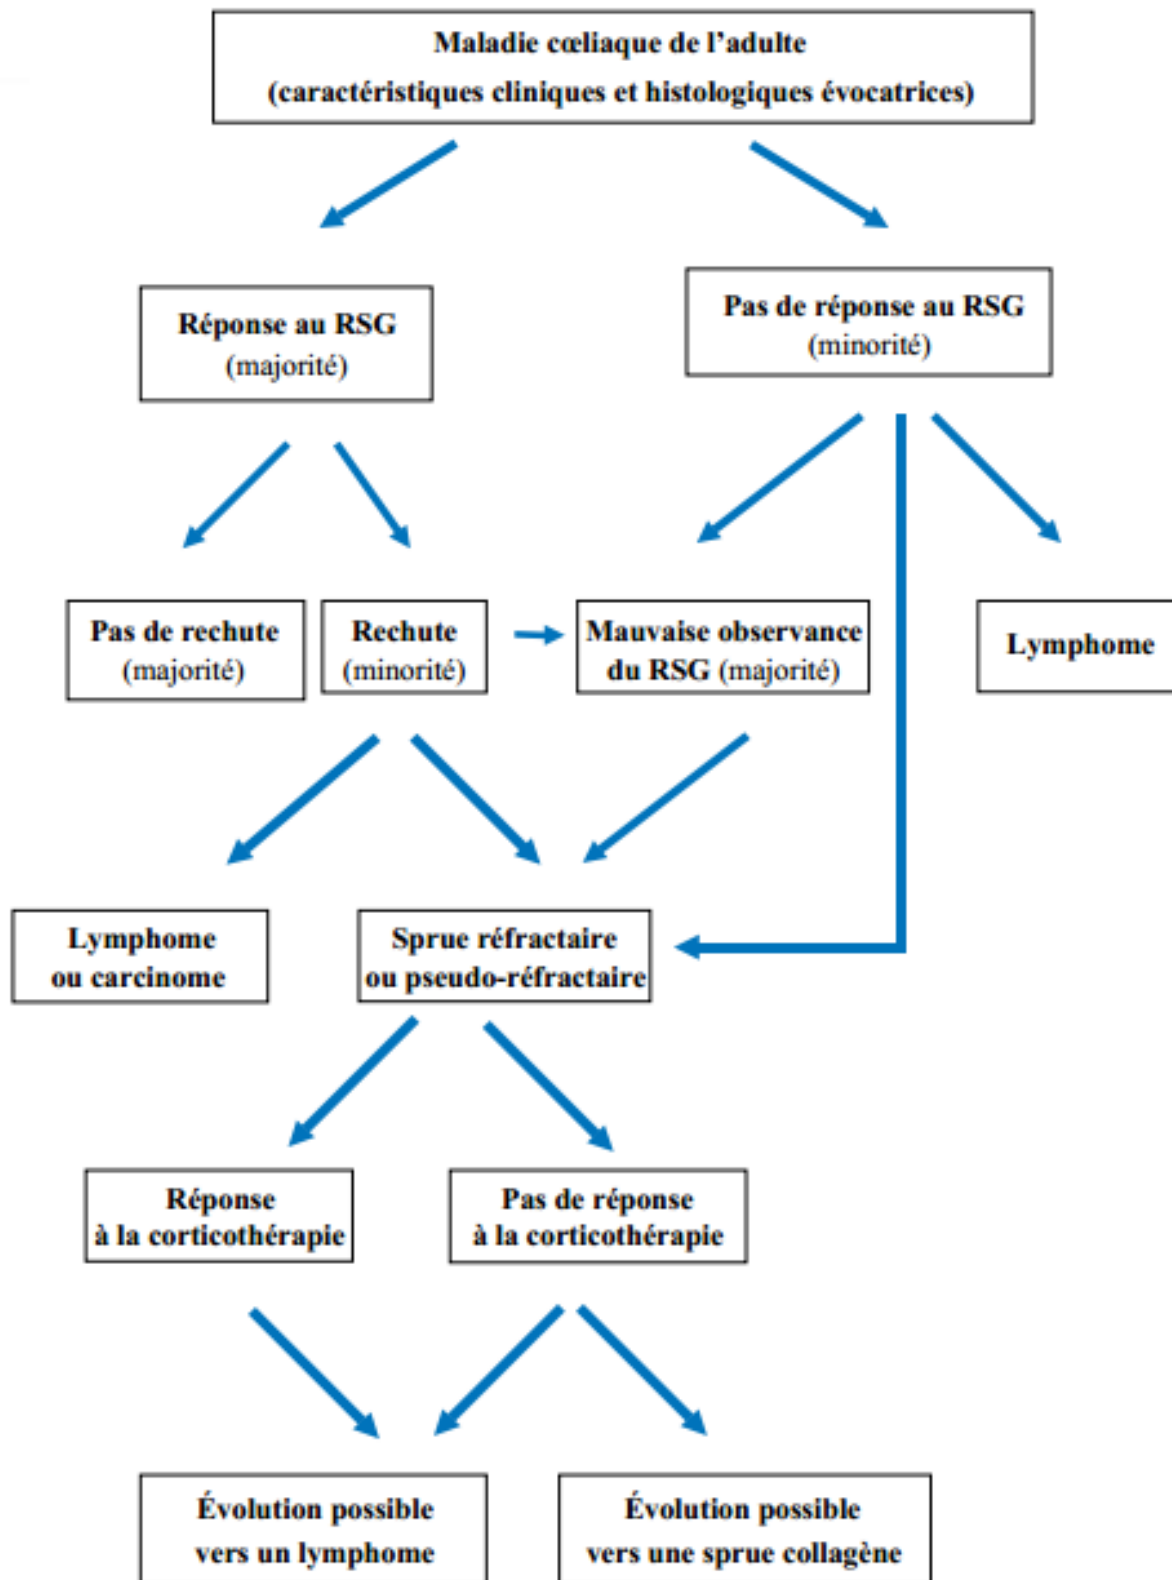 Maladie cœliaque de l’adulte
(caractéristiques cliniques et histologiques évocatrices)
Réponse au RSG
(majorité)
Pas de réponse au RSG
(minorité)
Pas de rechute
(majorité)
Rechute
(minorité)
Mauvaise observance
du RSG (majorité)
Lymphome
Lymphome
ou carcinome
Sprue réfractaire
ou pseudo-réfractaire
Réponse
à la corticothérapie
Pas de réponse
à la corticothérapie
Évolution possible
vers un lymphome
Évolution possible
vers une sprue collagène